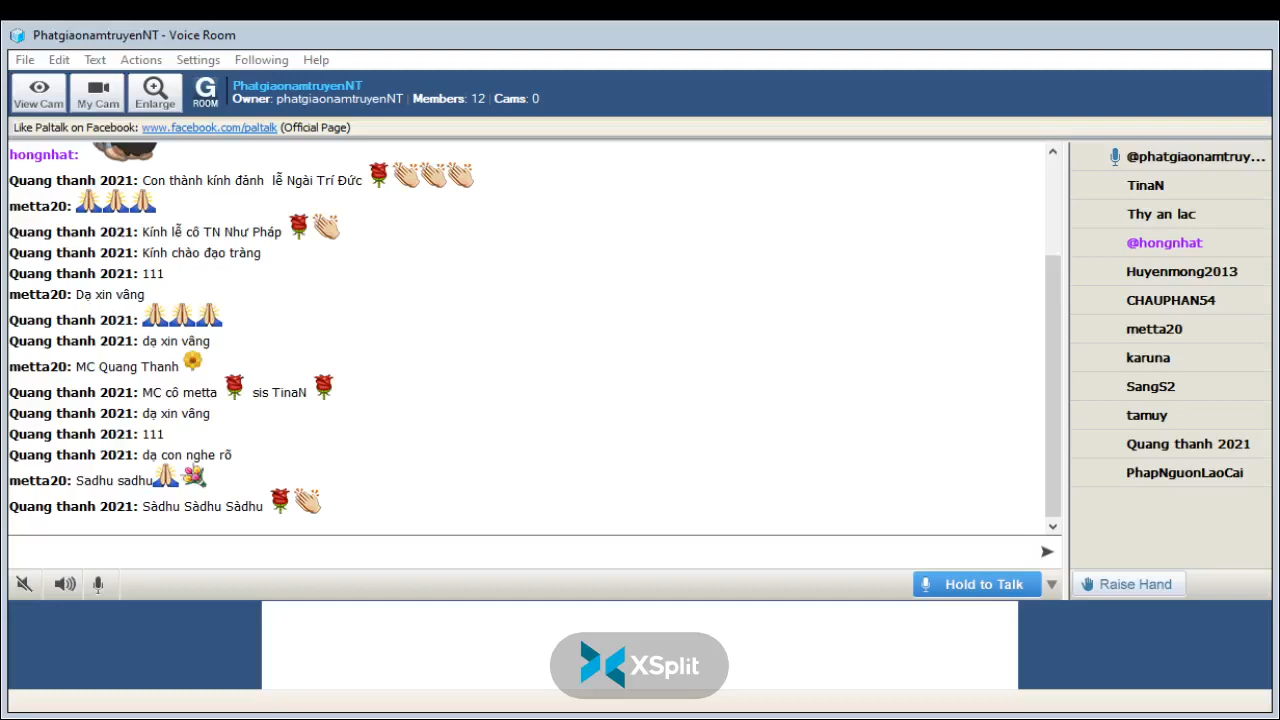 PhatgiaonamtruyenNT - Voice Room
File Edit Text Actions Settings Following Help
View Cam
My Cam
Enlarge
G ROOM
PhatgiaonamtruyenNT
Owner: phatgiaonamtruyenNT | Members: 12 | Cams: 0
Like Paltalk on Facebook: www.facebook.com/paltalk (Official Page)
hongnhat:
Quang thanh 2021: Con thành kính đảnh lễ Ngài Trí Đức
metta20:
Quang thanh 2021: Kính lễ cô TN Như Pháp
Quang thanh 2021: Kính chào đạo tràng
Quang thanh 2021: 111
metta20: Dạ xin vâng
Quang thanh 2021:
Quang thanh 2021: dạ xin vâng
metta20: MC Quang Thanh
Quang thanh 2021: MC cô metta sis TinaN
Quang thanh 2021: dạ xin vâng
Quang thanh 2021: 111
Quang thanh 2021: dạ con nghe rõ
metta20: Sadhu sadhu
Quang thanh 2021: Sàdhu Sàdhu Sàdhu
@phatgiaonamtruy...
TinaN
Thy an lac
@hongnhat
Huyenmong2013
CHAUPHAN54
metta20
karuna
SangS2
tamuy
Quang thanh 2021
PhapNguonLaoCai
Hold to Talk
Raise Hand
XSplit